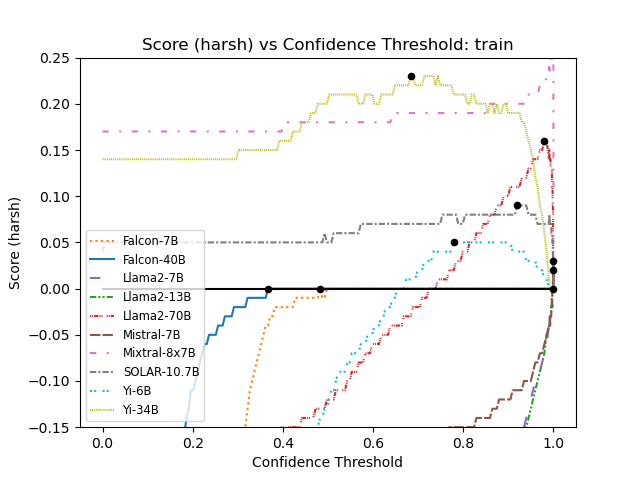 Score (harsh) vs Confidence Threshold: train
Score (harsh)
0.25
0.20
0.15
0.10
0.05
0.00
−0.05
−0.10
−0.15
Falcon-7B
Falcon-40B
Llama2-7B
Llama2-13B
Llama2-70B
Mistral-7B
Mixtral-8x7B
SOLAR-10.7B
Yi-6B
Yi-34B
0.0 0.2 0.4 0.6 0.8 1.0
Confidence Threshold